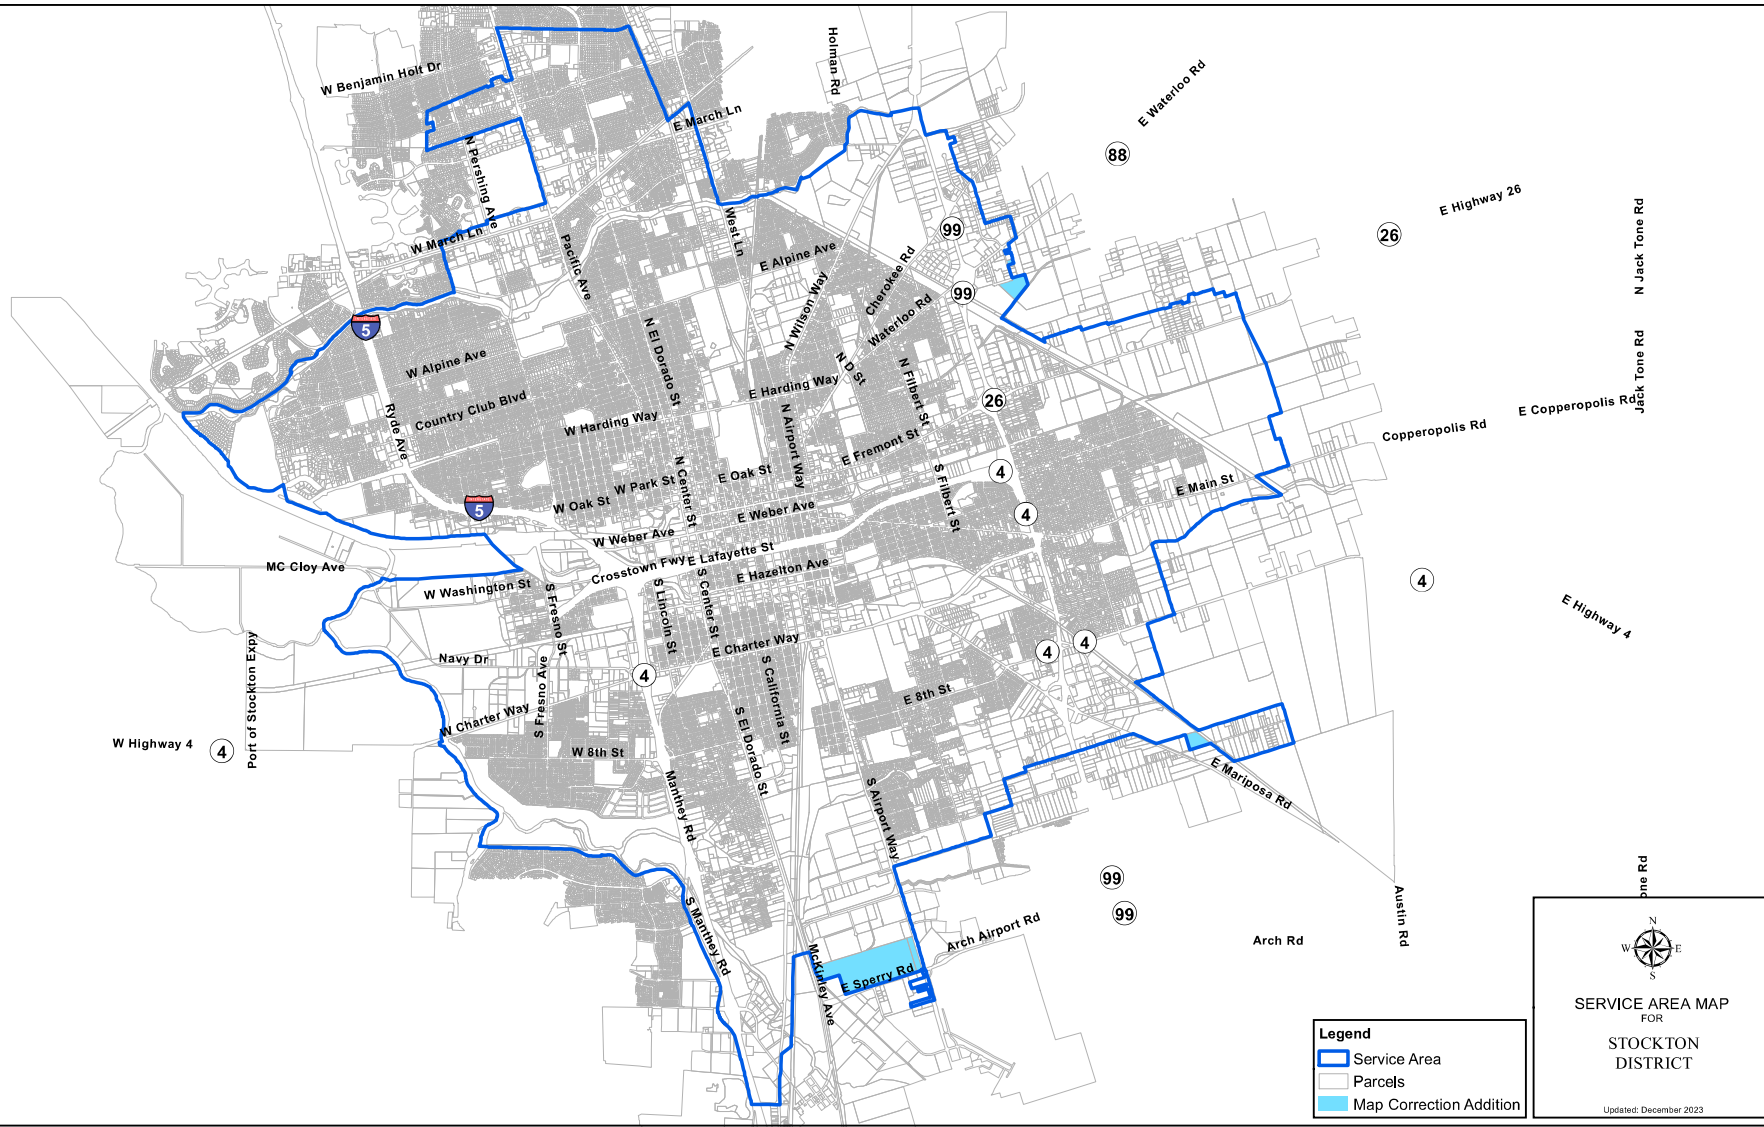 Holman Rd
W Benjamin Holt Dr
E Waterloo Rd
E March Ln
88
N Pershing Ave
E Highway 26
N Jack Tone Rd
W March Ln
West Ln
99
26
Pacific Ave
E Alpine Ave
Cherokee Rd
99
N Wilson Way
Waterloo Rd
5
N El Dorado St
W Alpine Ave
N D St
N Filbert St
Jack Tone Rd
E Harding Way
Country Club Blvd
Ryde Ave
26
E Copperopolis Rd
W Harding Way
N Airport Way
Copperopolis Rd
E Fremont St
N Center St
E Oak St
4
W Park St
S Filbert St
E Main St
W Oak St
5
E Weber Ave
4
W Weber Ave
E Lafayette St
Crosstown Fwy
MC Cloy Ave
E Hazelton Ave
4
W Washington St
S Fresno St
S Lincoln St
S Center St
E Highway 4
E Charter Way
4
4
Navy Dr
4
Port of Stockton Expy
S Fresno Ave
S California St
E 8th St
W Charter Way
W Highway 4
4
W 8th St
S El Dorado St
E Mariposa Rd
Manthey Rd
S Airport Way
99
99
one Rd
Austin Rd
S Manthey Rd
Arch Airport Rd
Arch Rd
McKinley Ave
E Sperry Rd
N
W E
S
SERVICE AREA MAP
FOR
STOCKTON
DISTRICT
Updated: December 2023
Legend
Service Area
Parcels
Map Correction Addition